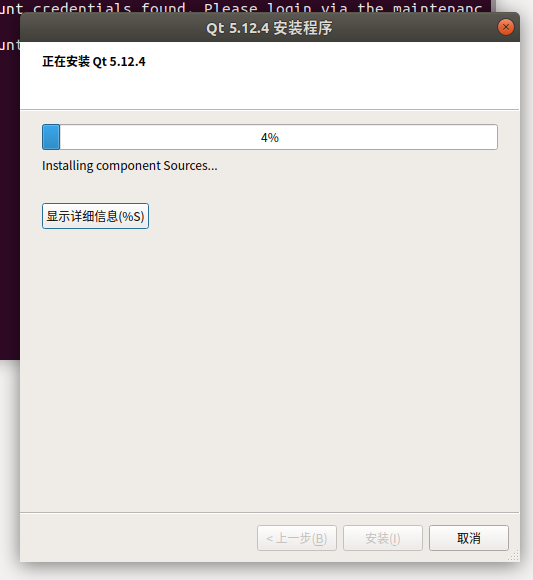 unt credentials found. Please login via the maintenanc
Qt 5.12.4 安装程序
unt
正在安装 Qt 5.12.4
4%
Installing component Sources...
显示详细信息(%S)
< 上一步(B)
安装(I)
取消